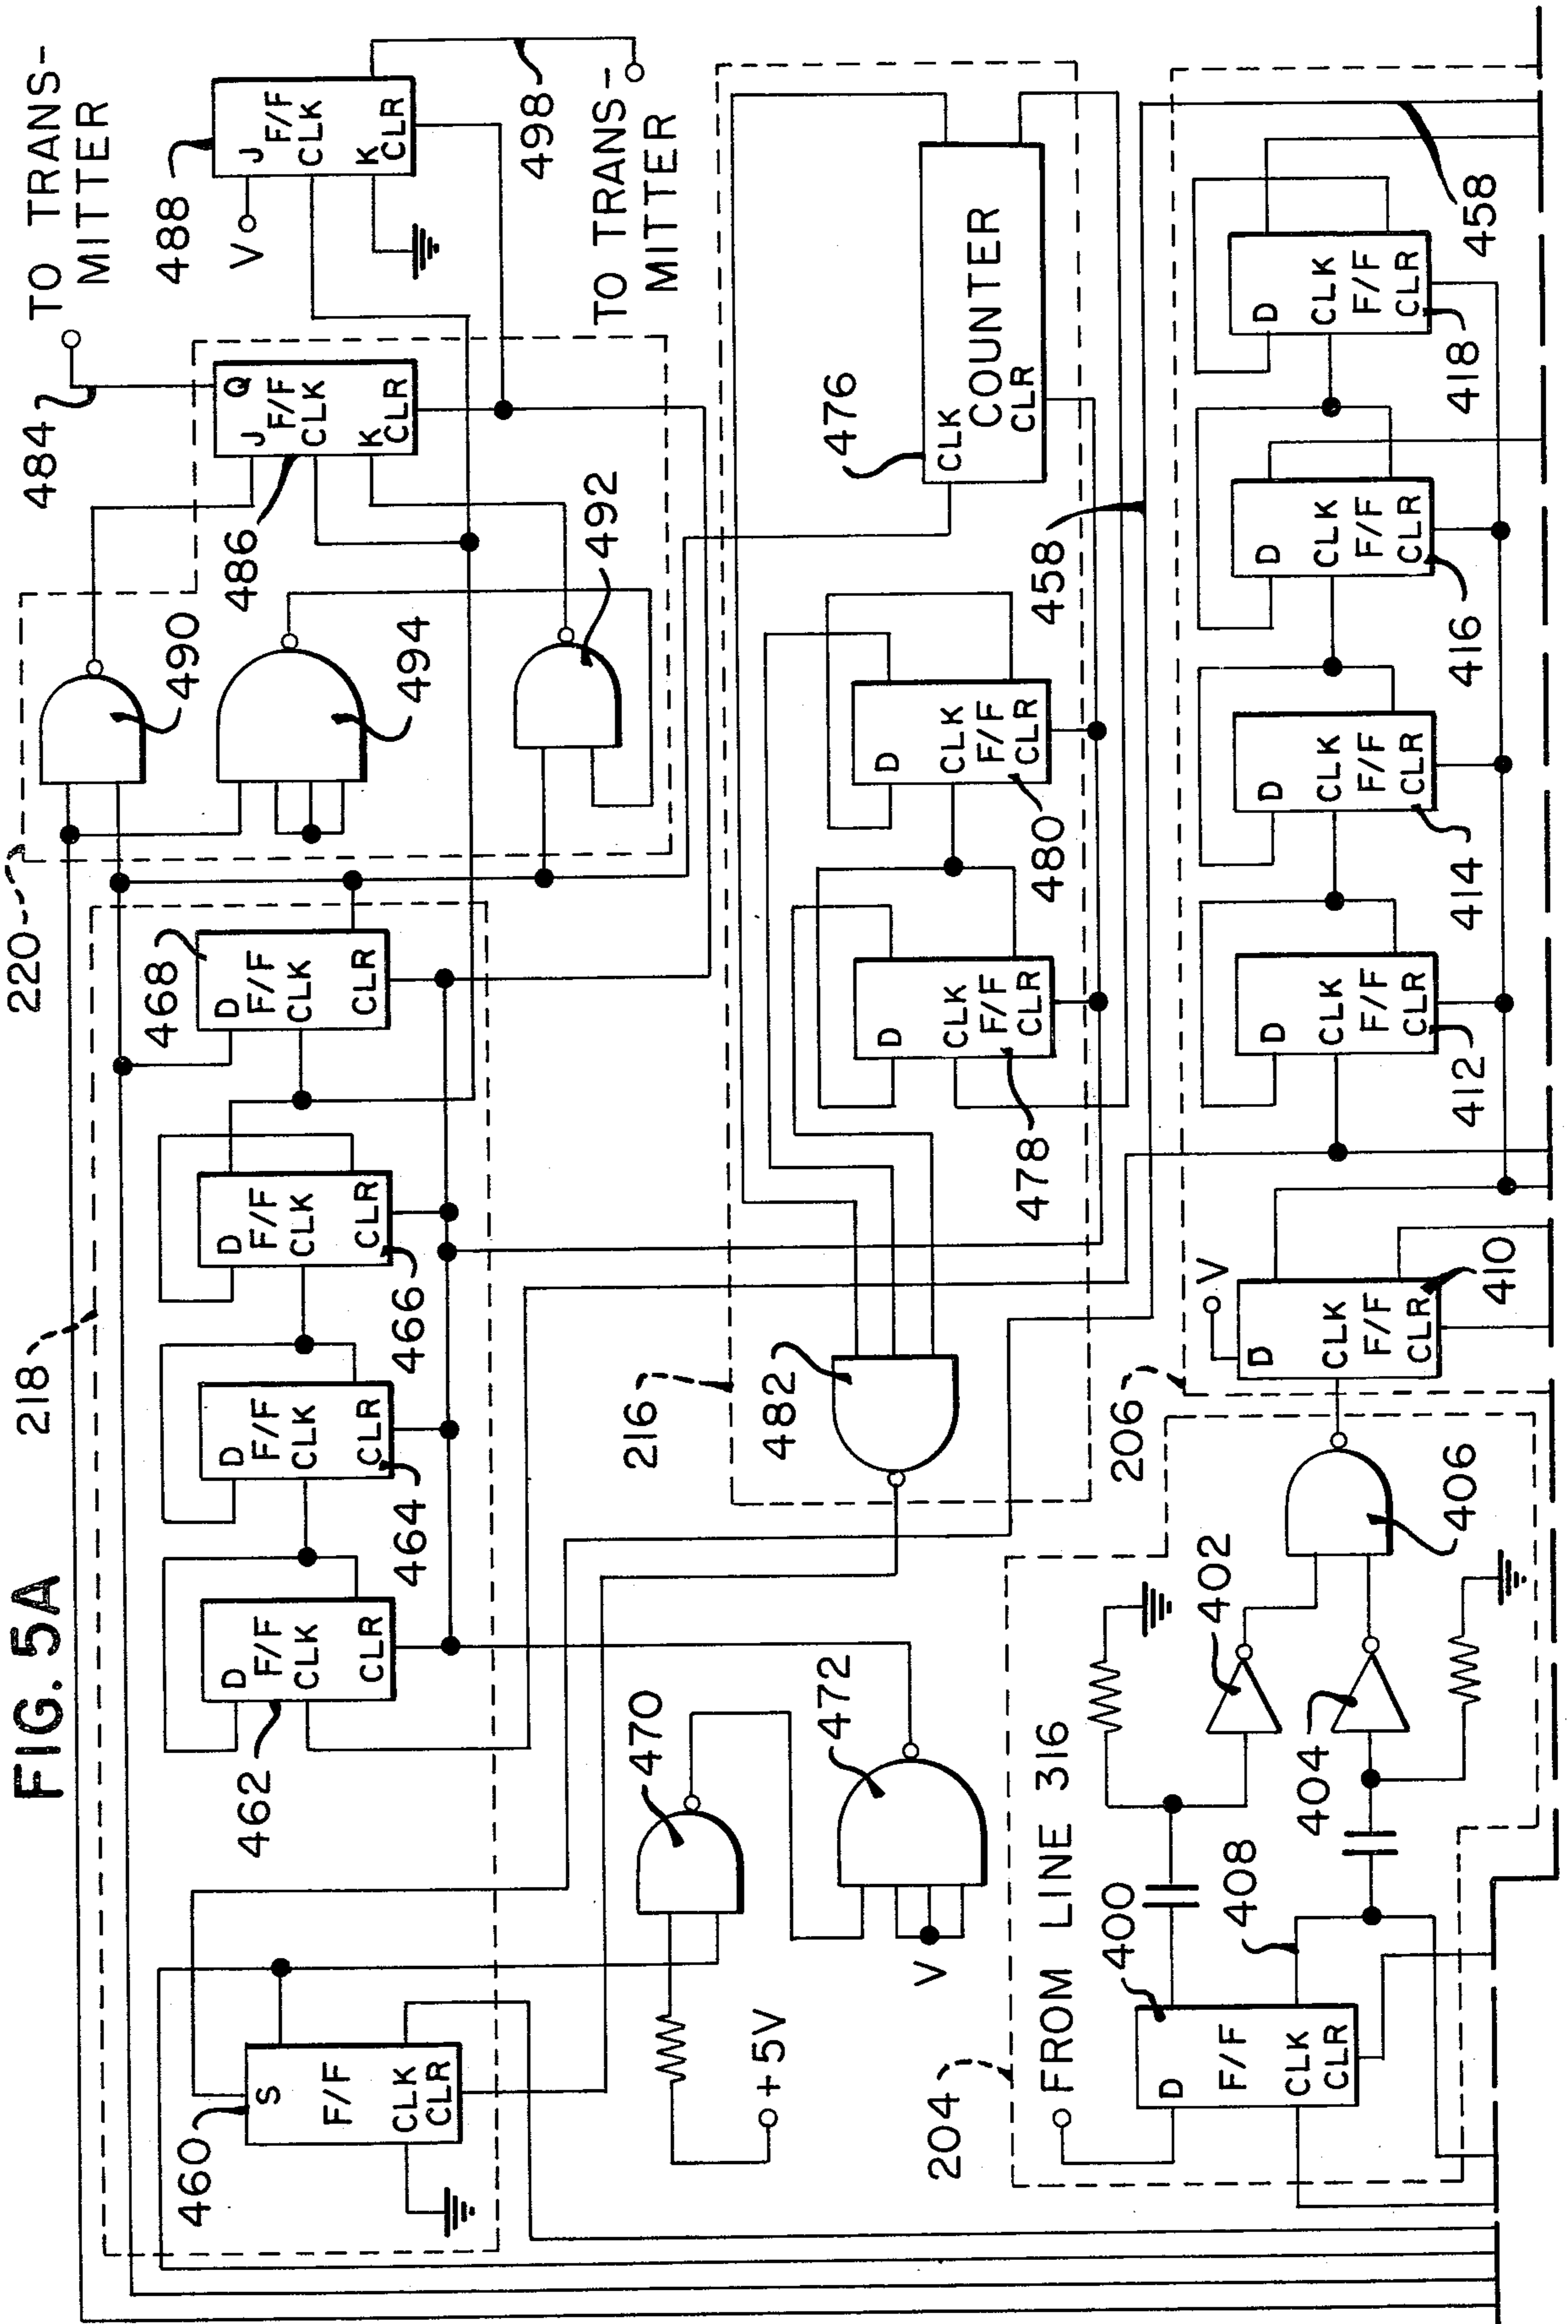 FIG. 5A
TO TRANS-
MITTER
484
488
J
F/F
CLK
K
CLR
V
498
TO TRANS-
MITTER
220
Q
J
F/F
CLK
K
CLR
486
490
494
492
218
468
D
F/F
CLK
CLR
D
F/F
CLK
CLR
466
D
F/F
CLK
CLR
464
D
F/F
CLK
CLR
462
S
F/F
CLK
CLR
460
470
472
V
+5V
216
482
476
CLK
COUNTER
CLR
D
CLK
F/F
CLR
480
D
CLK
F/F
CLR
478
458
458
206
D
CLK
F/F
CLR
418
D
CLK
F/F
CLR
416
D
CLK
F/F
CLR
414
D
CLK
F/F
CLR
412
V
D
CLK
F/F
CLR
410
204
FROM LINE 316
400
D
F/F
CLK
CLR
408
402
404
406